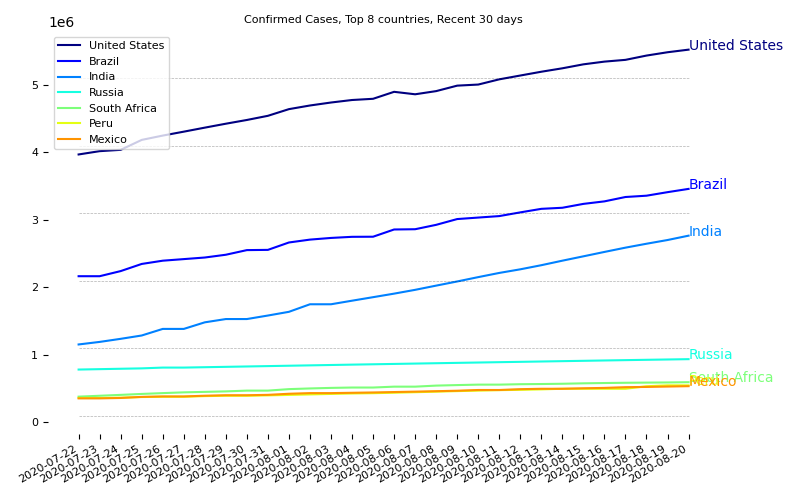 Confirmed Cases, Top 8 countries, Recent 30 days
1e6
United States
Brazil
India
Russia
South Africa
Peru
Mexico
5
4
3
2
1
0
United States
Brazil
India
Russia
South Africa
Mexico
2020-07-22
2020-07-23
2020-07-24
2020-07-25
2020-07-26
2020-07-27
2020-07-28
2020-07-29
2020-07-30
2020-07-31
2020-08-01
2020-08-02
2020-08-03
2020-08-04
2020-08-05
2020-08-06
2020-08-07
2020-08-08
2020-08-09
2020-08-10
2020-08-11
2020-08-12
2020-08-13
2020-08-14
2020-08-15
2020-08-16
2020-08-17
2020-08-18
2020-08-19
2020-08-20